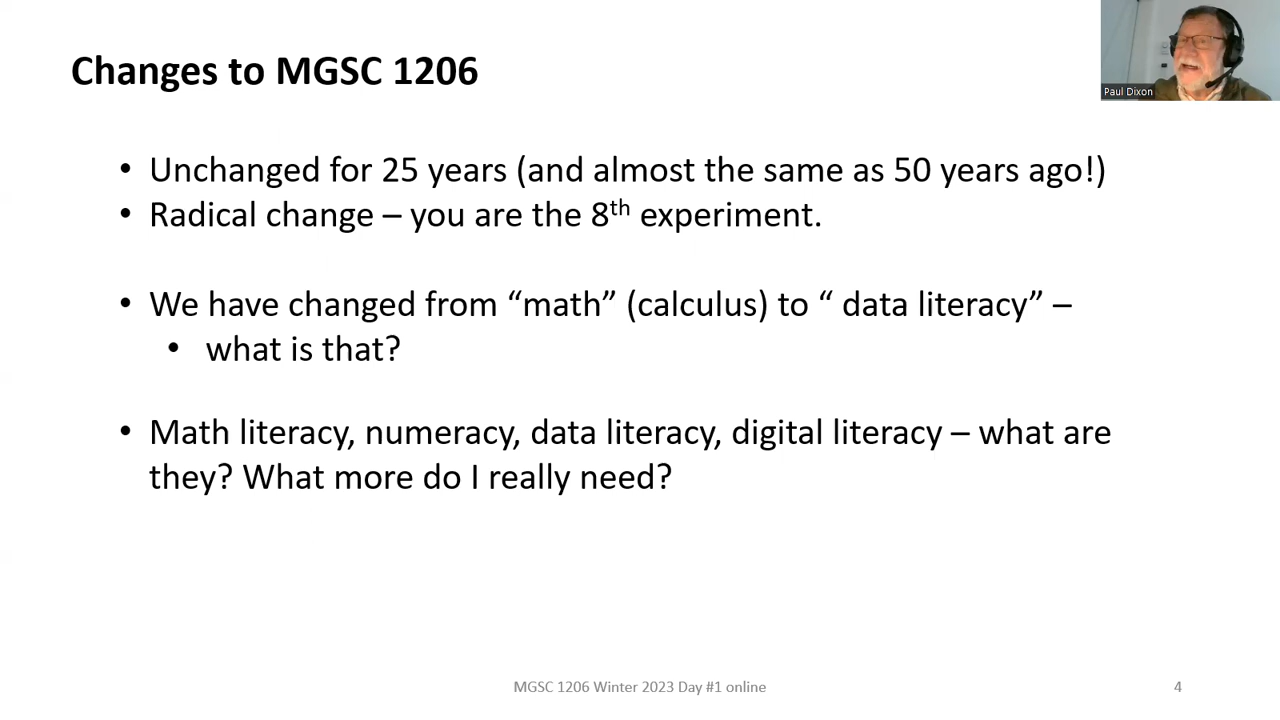 Changes to MGSC 1206
Paul Dixon
• Unchanged for 25 years (and almost the same as 50 years ago!)
• Radical change – you are the 8th experiment.
• We have changed from “math” (calculus) to “ data literacy” –
• what is that?
• Math literacy, numeracy, data literacy, digital literacy – what are
they? What more do I really need?
MGSC 1206 Winter 2023 Day #1 online
4